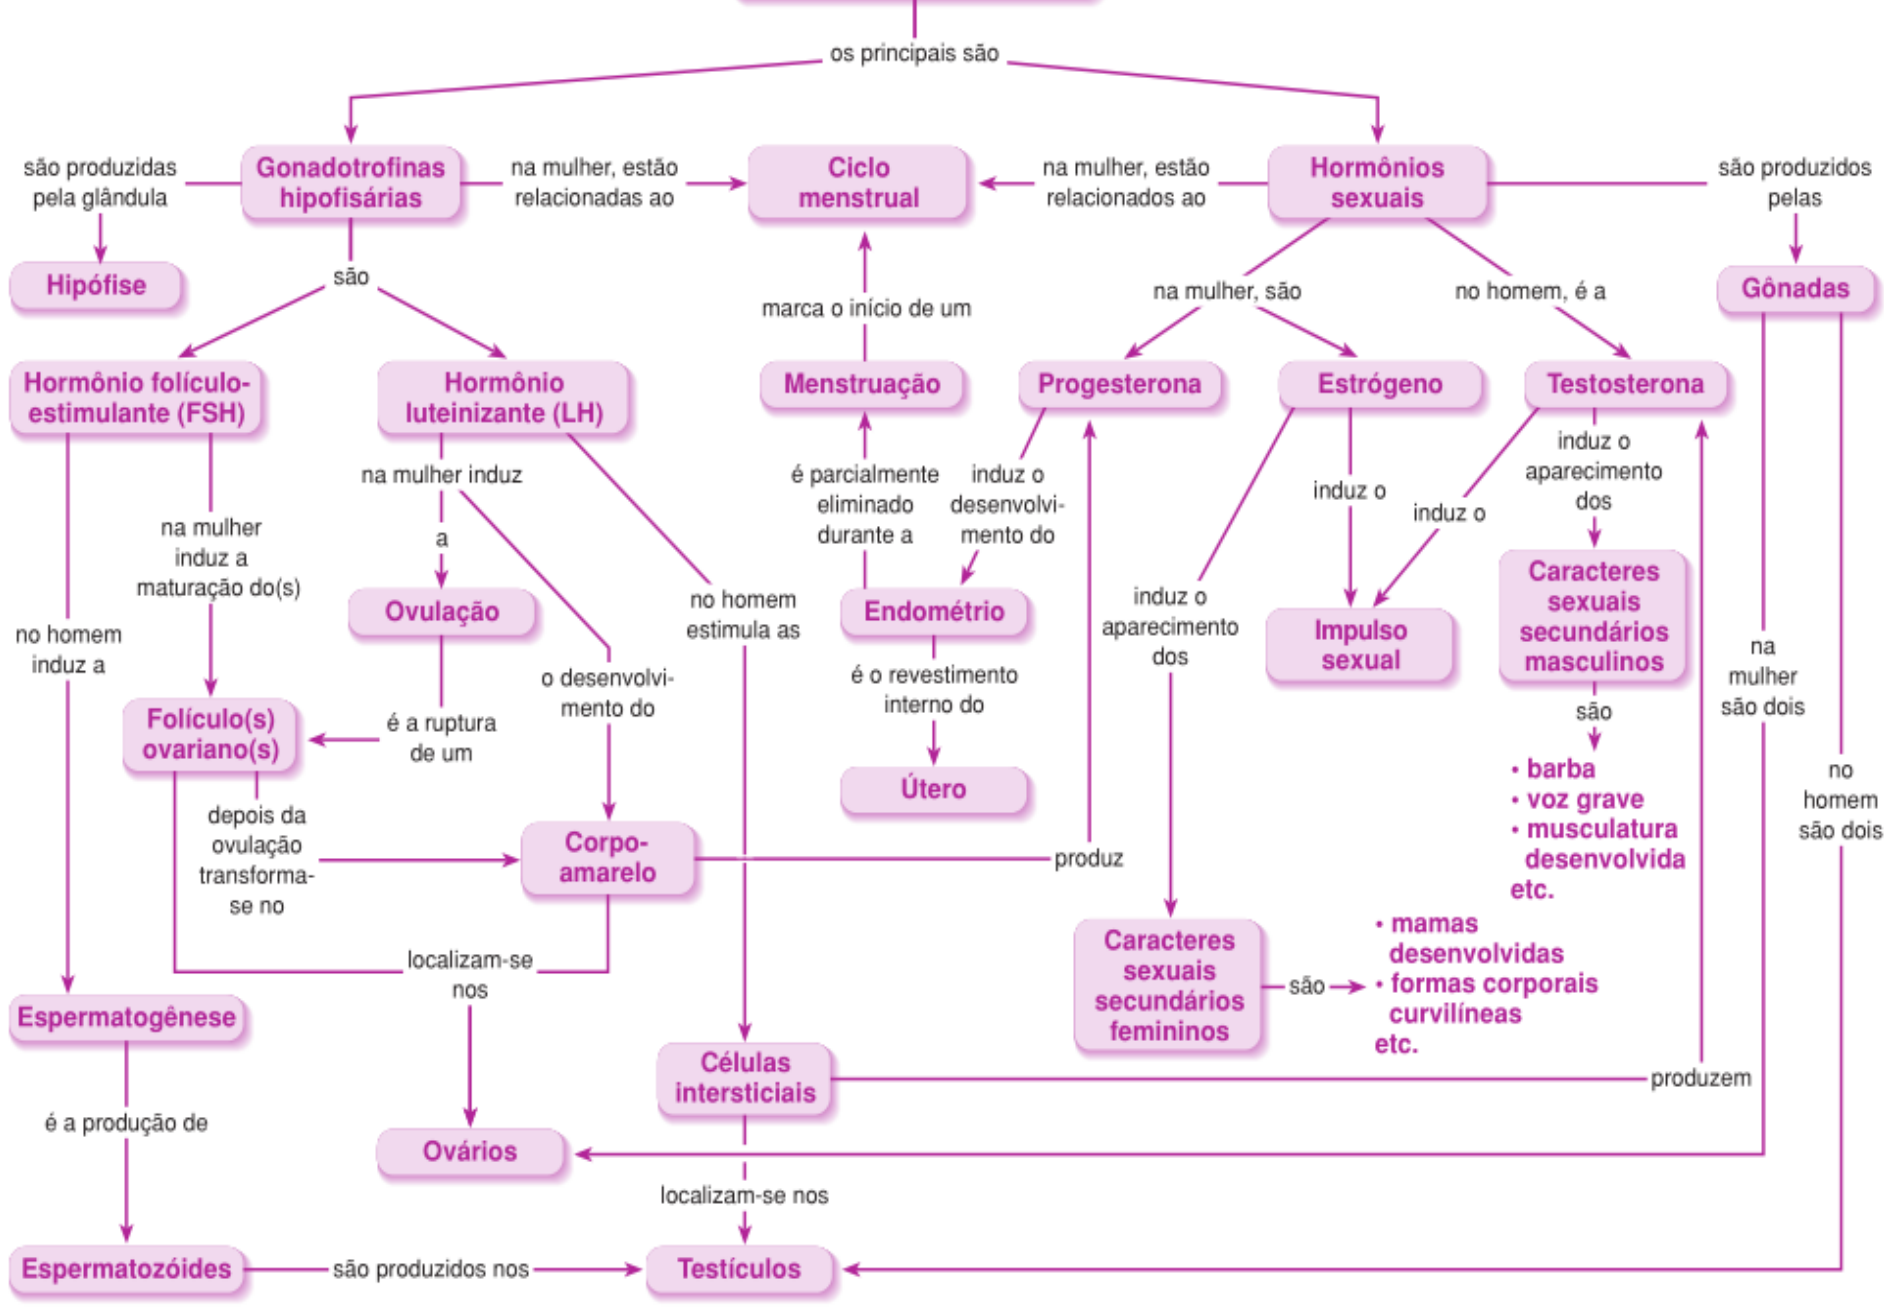 os principais são
são produzidas
pela glândula
Gonadotrofinas
hipofisárias
na mulher, estão
relacionadas ao
Ciclo
menstrual
na mulher, estão
relacionados ao
Hormônios
sexuais
são produzidos
pelas
Hipófise
são
marca o início de um
na mulher, são
no homem, é a
Gônadas
Hormônio folículo-
estimulante (FSH)
Hormônio
luteinizante (LH)
Menstruação
Progesterona
Estrógeno
Testosterona
na mulher induz
é parcialmente
eliminado
durante a
induz o
desenvolvi-
mento do
induz o
induz o
induz o
aparecimento
dos
na mulher
induz a
maturação do(s)
a
no homem
induz a
Ovulação
no homem
estimula as
Endométrio
induz o
aparecimento
dos
Impulso
sexual
Caracteres
sexuais
secundários
masculinos
na
mulher
são dois
Folículo(s)
ovariano(s)
é a ruptura
de um
o desenvolvi-
mento do
é o revestimento
interno do
são
• barba
• voz grave
• musculatura
desenvolvida
etc.
no
homem
são dois
Útero
depois da
ovulação
transforma-
se no
Corpo-
amarelo
produz
localizam-se
nos
Caracteres
sexuais
secundários
femininos
são
• mamas
desenvolvidas
• formas corporais
curvilíneas
etc.
Espermatogênese
Células
intersticiais
produzem
é a produção de
Ovários
localizam-se nos
Espermatozóides
são produzidos nos
Testículos